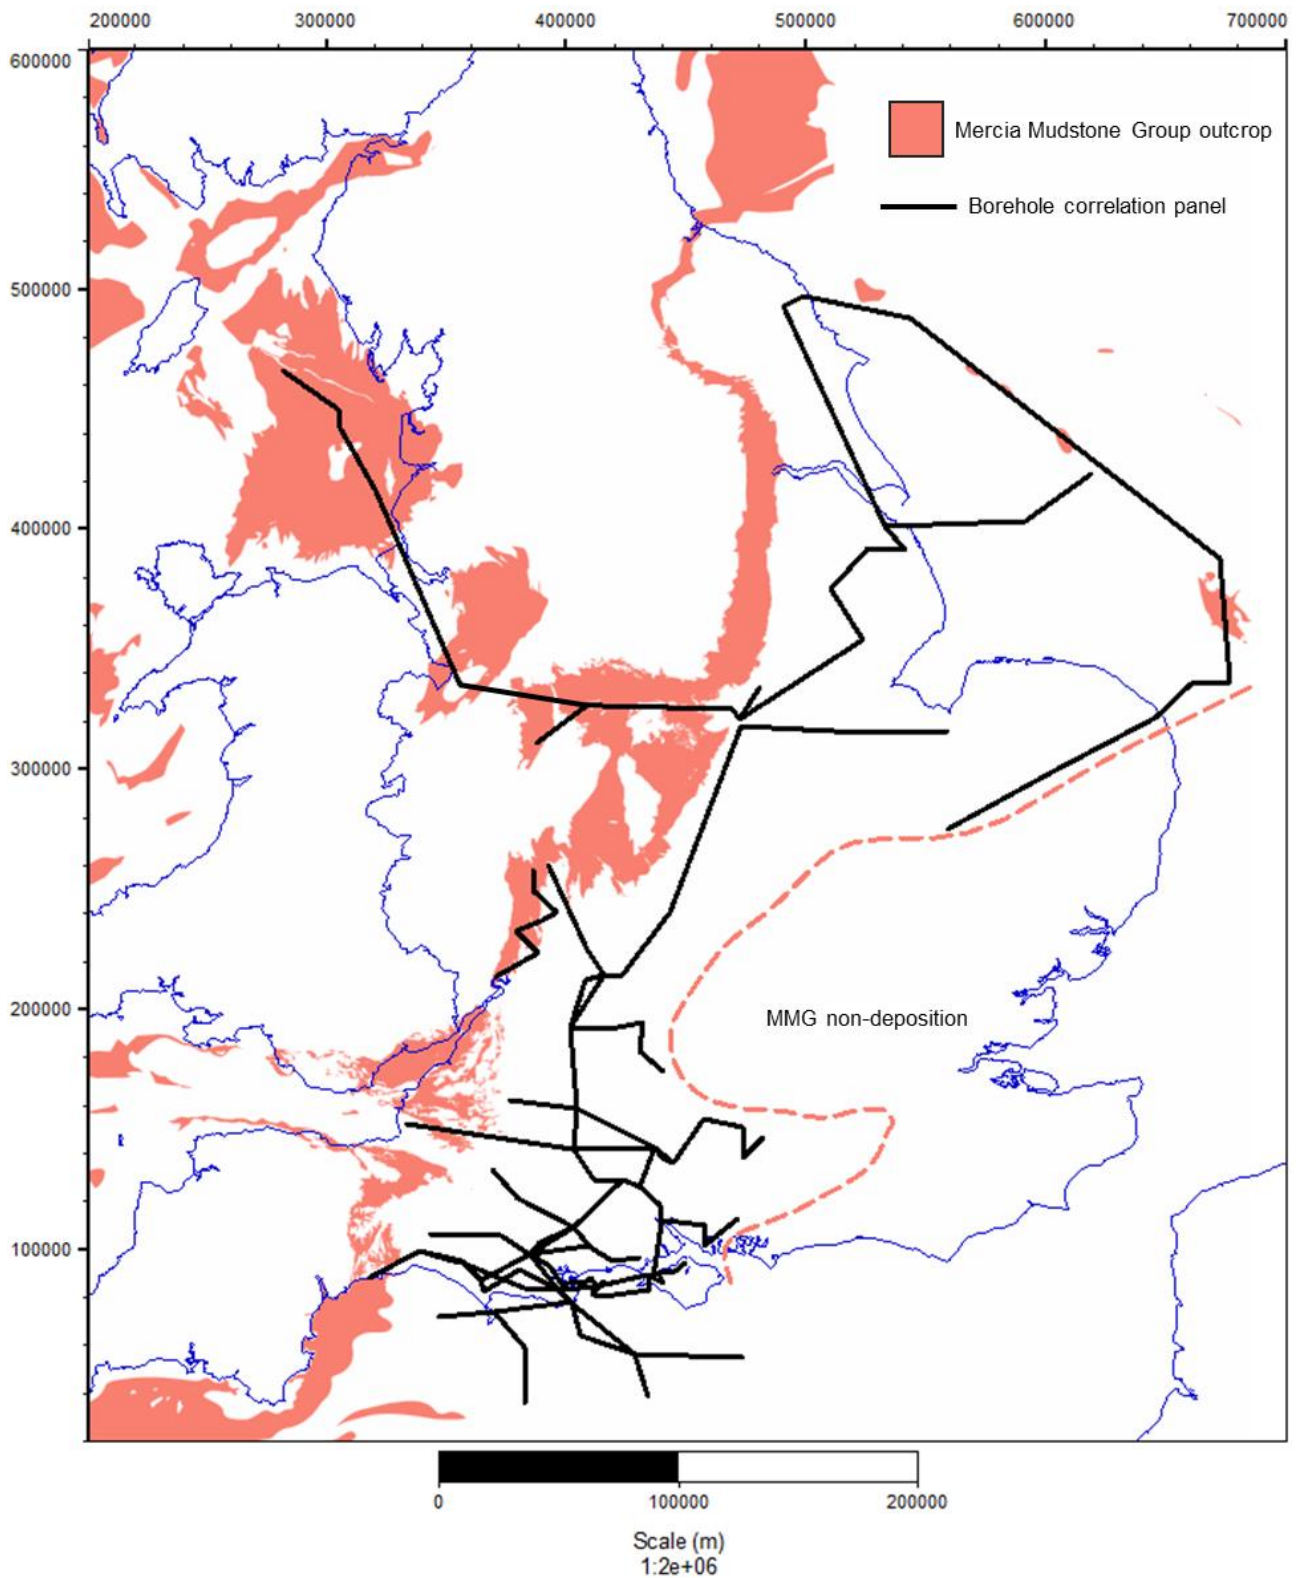 200000 300000 400000 500000 600000 700000
600000
Mercia Mudstone Group outcrop
Borehole correlation panel
500000
400000
300000
200000
MMG non-deposition
100000
0 100000 200000
Scale (m)
1:2e+06